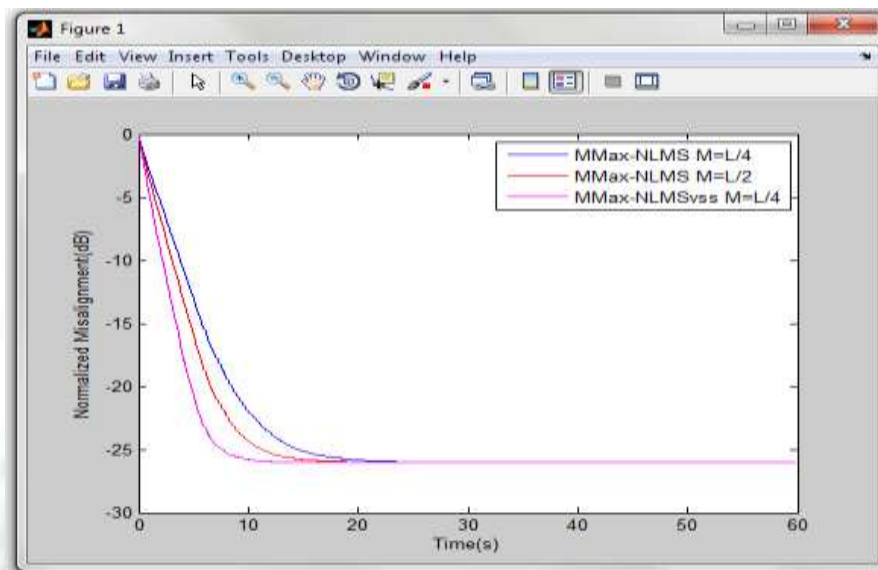 Figure 1
File Edit View Insert Tools Desktop Window Help
MMax-NLMS M=L/4
MMax-NLMS M=L/2
MMax-NLMSvss M=L/4
Normalized Misalignment(dB)
0
-5
-10
-15
-20
-25
-30
0 10 20 30 40 50 60
Time(s)